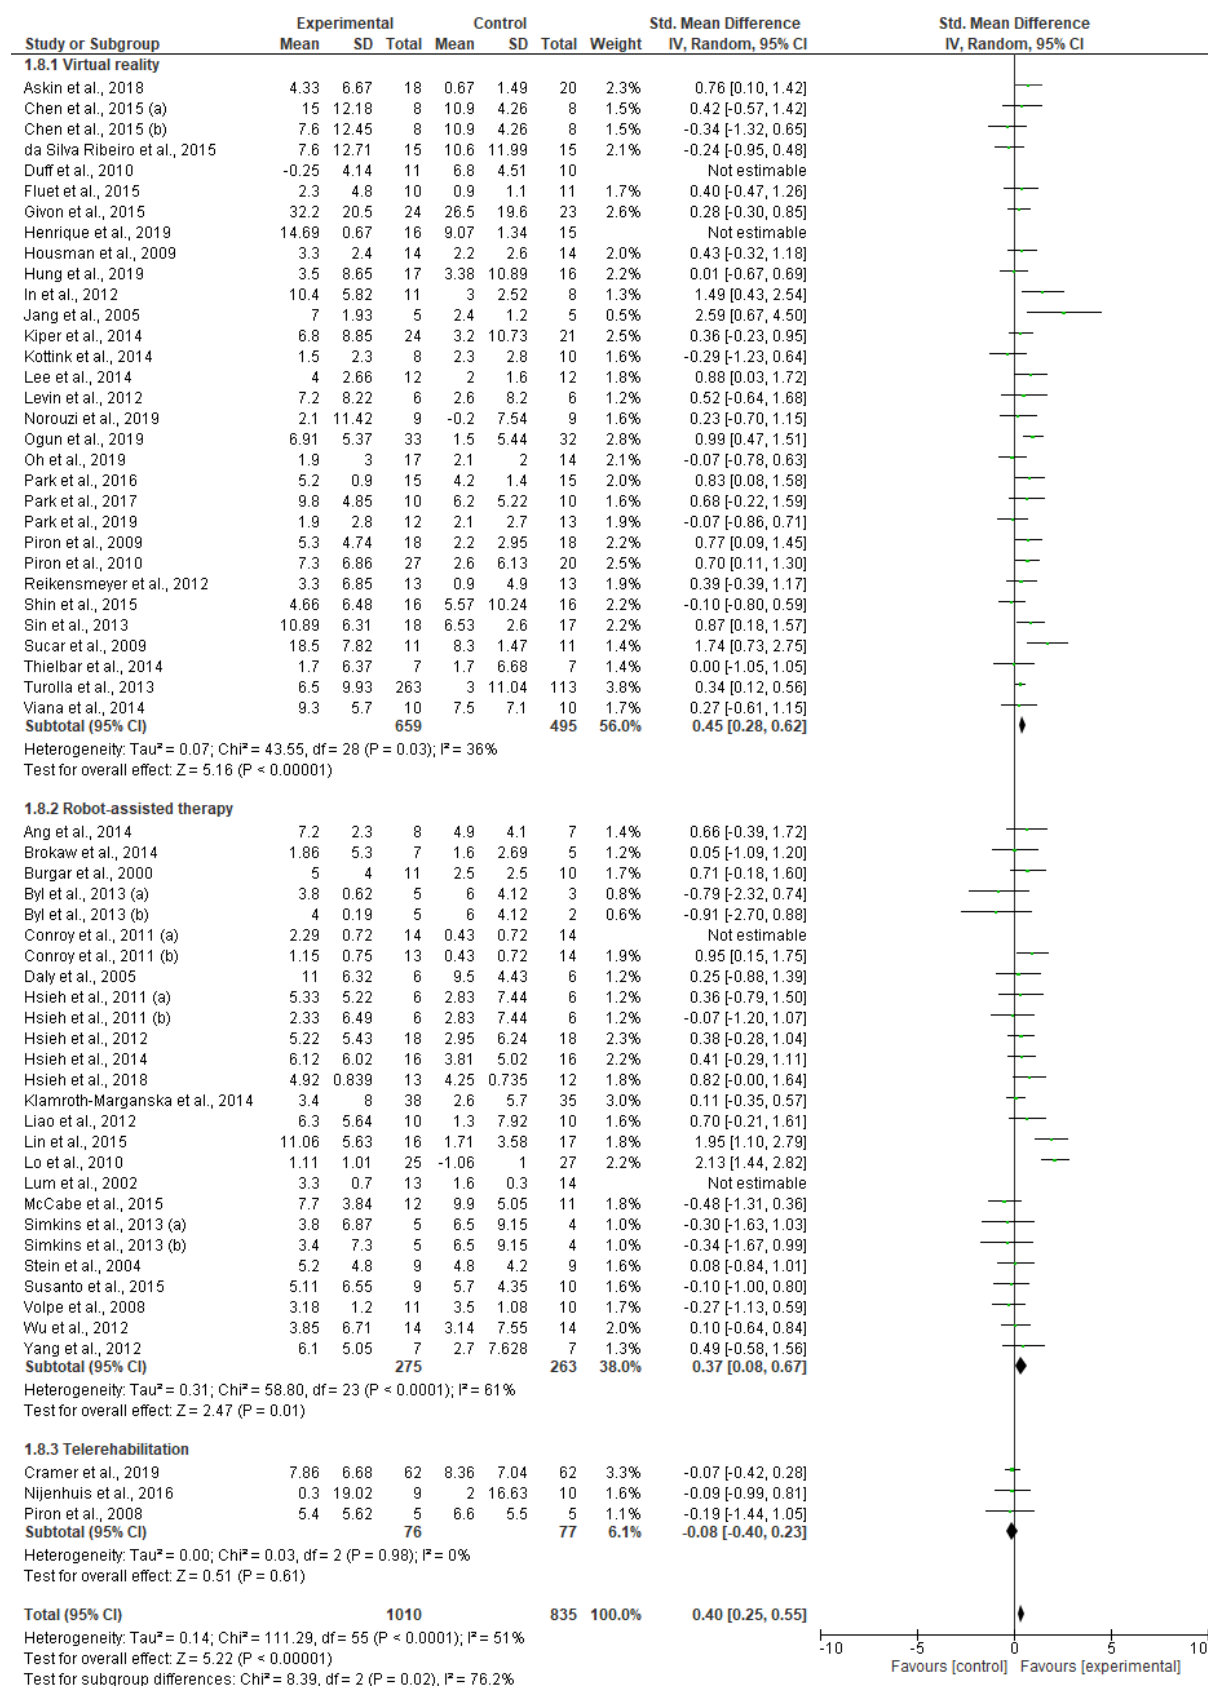 Experimental Control Std. Mean Difference Std. Mean Difference
Study or Subgroup Mean SD Total Mean SD Total Weight IV, Random, 95% CI IV, Random, 95% CI
1.8.1 Virtual reality
Askin et al., 2018 4.33 6.67 18 0.67 1.49 20 2.3% 0.76 [0.10, 1.42]
Chen et al., 2015 (a) 15 12.18 8 10.9 4.26 8 1.5% 0.42 [-0.57, 1.42]
Chen et al., 2015 (b) 7.6 12.45 8 10.9 4.26 8 1.5% -0.34 [-1.32, 0.65]
da Silva Ribeiro et al., 2015 7.6 12.71 15 10.6 11.99 15 2.1% -0.24 [-0.95, 0.48]
Duff et al., 2010 -0.25 4.14 11 6.8 4.51 10 Not estimable
Fluet et al., 2015 2.3 4.8 10 0.9 1.1 11 1.7% 0.40 [-0.47, 1.26]
Givon et al., 2015 32.2 20.5 24 26.5 19.6 23 2.6% 0.28 [-0.30, 0.85]
Henrique et al., 2019 14.69 0.67 16 9.07 1.34 15 Not estimable
Housman et al., 2009 3.3 2.4 14 2.2 2.6 14 2.0% 0.43 [-0.32, 1.18]
Hung et al., 2019 3.5 8.65 17 3.38 10.89 16 2.2% 0.01 [-0.67, 0.69]
In et al., 2012 10.4 5.82 11 3 2.52 8 1.3% 1.49 [0.43, 2.54]
Jang et al., 2005 7 1.93 5 2.4 1.2 5 0.5% 2.59 [0.67, 4.50]
Kiper et al., 2014 6.8 8.85 24 3.2 10.73 21 2.5% 0.36 [-0.23, 0.95]
Kottink et al., 2014 1.5 2.3 8 2.3 2.8 10 1.6% -0.29 [-1.23, 0.64]
Lee et al., 2014 4 2.66 12 2 1.6 12 1.8% 0.88 [0.03, 1.72]
Levin et al., 2012 7.2 8.22 6 2.6 8.2 6 1.2% 0.52 [-0.64, 1.68]
Norouzi et al., 2019 2.1 11.42 9 -0.2 7.54 9 1.6% 0.23 [-0.70, 1.15]
Ogun et al., 2019 6.91 5.37 33 1.5 5.44 32 2.8% 0.99 [0.47, 1.51]
Oh et al., 2019 1.9 3 17 2.1 2 14 2.1% -0.07 [-0.78, 0.63]
Park et al., 2016 5.2 0.9 15 4.2 1.4 15 2.0% 0.83 [0.08, 1.58]
Park et al., 2017 9.8 4.85 10 6.2 5.22 10 1.6% 0.68 [-0.22, 1.59]
Park et al., 2019 1.9 2.8 12 2.1 2.7 13 1.9% -0.07 [-0.86, 0.71]
Piron et al., 2009 5.3 4.74 18 2.2 2.95 18 2.2% 0.77 [0.09, 1.45]
Piron et al., 2010 7.3 6.86 27 2.6 6.13 20 2.5% 0.70 [0.11, 1.30]
Reikensmeyer et al., 2012 3.3 6.85 13 0.9 4.9 13 1.9% 0.39 [-0.39, 1.17]
Shin et al., 2015 4.66 6.48 16 5.57 10.24 16 2.2% -0.10 [-0.80, 0.59]
Sin et al., 2013 10.89 6.31 18 6.53 2.6 17 2.2% 0.87 [0.18, 1.57]
Sucar et al., 2009 18.5 7.82 11 8.3 1.47 11 1.4% 1.74 [0.73, 2.75]
Thielbar et al., 2014 1.7 6.37 7 1.7 6.68 7 1.4% 0.00 [-1.05, 1.05]
Turolla et al., 2013 6.5 9.93 263 3 11.04 113 3.8% 0.34 [0.12, 0.56]
Viana et al., 2014 9.3 5.7 10 7.5 7.1 10 1.7% 0.27 [-0.61, 1.15]
Subtotal (95% CI) 659 495 56.0% 0.45 [0.28, 0.62]
Heterogeneity: Tau² = 0.07; Chi² = 43.55, df = 28 (P = 0.03); I² = 36%
Test for overall effect: Z = 5.16 (P < 0.00001)
1.8.2 Robot-assisted therapy
Ang et al., 2014 7.2 2.3 8 4.9 4.1 7 1.4% 0.66 [-0.39, 1.72]
Brokaw et al., 2014 1.86 5.3 7 1.6 2.69 5 1.2% 0.05 [-1.09, 1.20]
Burgar et al., 2000 5 4 11 2.5 2.5 10 1.6% 0.71 [-0.18, 1.60]
Byl et al., 2013 (a) 3.8 0.62 5 6 4.12 3 0.8% -0.79 [-2.32, 0.74]
Byl et al., 2013 (b) 4 0.19 5 6 4.12 2 0.6% -0.91 [-2.70, 0.88]
Conroy et al., 2011 (a) 2.29 0.72 14 0.43 0.72 14 Not estimable
Conroy et al., 2011 (b) 1.15 0.75 13 0.43 0.72 14 1.9% 0.95 [0.15, 1.75]
Daly et al., 2005 11 6.32 6 9.5 4.43 6 1.2% 0.25 [-0.88, 1.39]
Hsieh et al., 2011 (a) 5.33 5.22 6 2.83 7.44 6 1.2% 0.36 [-0.79, 1.50]
Hsieh et al., 2011 (b) 2.33 6.49 6 2.83 7.44 6 1.2% -0.07 [-1.20, 1.07]
Hsieh et al., 2012 5.22 5.43 18 2.95 6.24 18 2.3% 0.38 [-0.28, 1.04]
Hsieh et al., 2014 6.12 6.02 16 3.81 5.02 16 2.2% 0.41 [-0.29, 1.11]
Hsieh et al., 2018 4.92 0.839 13 4.25 0.735 12 1.8% 0.82 [-0.00, 1.64]
Klamroth-Marganska et al., 2014 3.4 8 38 2.6 5.7 35 3.0% 0.11 [-0.35, 0.57]
Liao et al., 2012 6.3 5.64 10 1.3 7.92 10 1.6% 0.70 [-0.21, 1.61]
Lin et al., 2015 11.06 5.63 16 1.71 3.58 17 1.8% 1.95 [1.10, 2.79]
Lo et al., 2010 1.11 1.01 25 -1.06 1 27 2.2% 2.13 [1.44, 2.82]
Lum et al., 2002 3.3 0.7 13 1.6 0.3 14 Not estimable
McCabe et al., 2015 7.7 3.84 12 9.9 5.05 11 1.8% -0.48 [-1.31, 0.36]
Simkins et al., 2013 (a) 3.8 6.87 5 6.5 9.15 4 1.0% -0.30 [-1.63, 1.03]
Simkins et al., 2013 (b) 3.4 7.3 5 6.5 9.15 4 1.0% -0.34 [-1.67, 0.99]
Stein et al., 2004 5.2 4.8 9 4.8 4.2 9 1.6% 0.08 [-0.84, 1.01]
Susanto et al., 2015 5.11 6.55 9 5.7 4.35 10 1.6% -0.10 [-1.00, 0.80]
Volpe et al., 2008 3.18 1.2 11 3.5 1.08 10 1.7% -0.27 [-1.13, 0.59]
Wu et al., 2012 3.85 6.71 14 3.14 7.55 14 2.0% 0.10 [-0.64, 0.84]
Yang et al., 2012 6.1 5.05 7 2.7 7.628 7 1.3% 0.49 [-0.58, 1.56]
Subtotal (95% CI) 275 263 38.0% 0.37 [0.08, 0.67]
Heterogeneity: Tau² = 0.31; Chi² = 58.80, df = 23 (P < 0.0001); I² = 61%
Test for overall effect: Z = 2.47 (P = 0.01)
1.8.3 Telerehabilitation
Cramer et al., 2019 7.86 6.68 62 8.36 7.04 62 3.3% -0.07 [-0.42, 0.28]
Nijenhuis et al., 2016 0.3 19.02 9 2 16.63 10 1.6% -0.09 [-0.99, 0.81]
Piron et al., 2008 5.4 5.62 5 6.6 5.5 5 1.1% -0.19 [-1.44, 1.05]
Subtotal (95% CI) 76 77 6.1% -0.08 [-0.40, 0.23]
Heterogeneity: Tau² = 0.00; Chi² = 0.03, df = 2 (P = 0.98); I² = 0%
Test for overall effect: Z = 0.51 (P = 0.61)
Total (95% CI) 1010 835 100.0% 0.40 [0.25, 0.55]
Heterogeneity: Tau² = 0.14; Chi² = 111.29, df = 55 (P < 0.0001); I² = 51%
Test for overall effect: Z = 5.22 (P < 0.00001)
Test for subgroup differences: Chi² = 8.39, df = 2 (P = 0.02), I² = 76.2%
-10 -5 0 5 10
Favours [control] Favours [experimental]